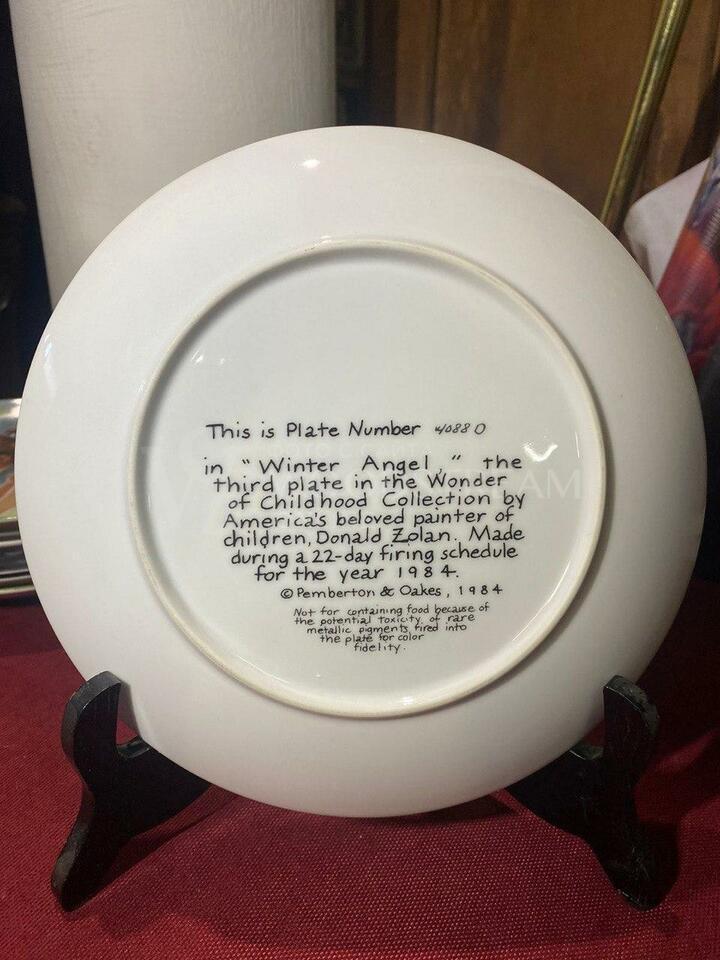 This is Plate Number 4088 0
in "Winter Angel," the
third plate in the Wonder
of Childhood Collection by
America's beloved painter of
children, Donald Zolan. Made
during a 22-day firing schedule
for the year 1984.
© Pemberton & Oakes, 1984
Not for containing food because of
the potential toxicity of rare
metallic pigments fired into
the plate for color
fidelity.